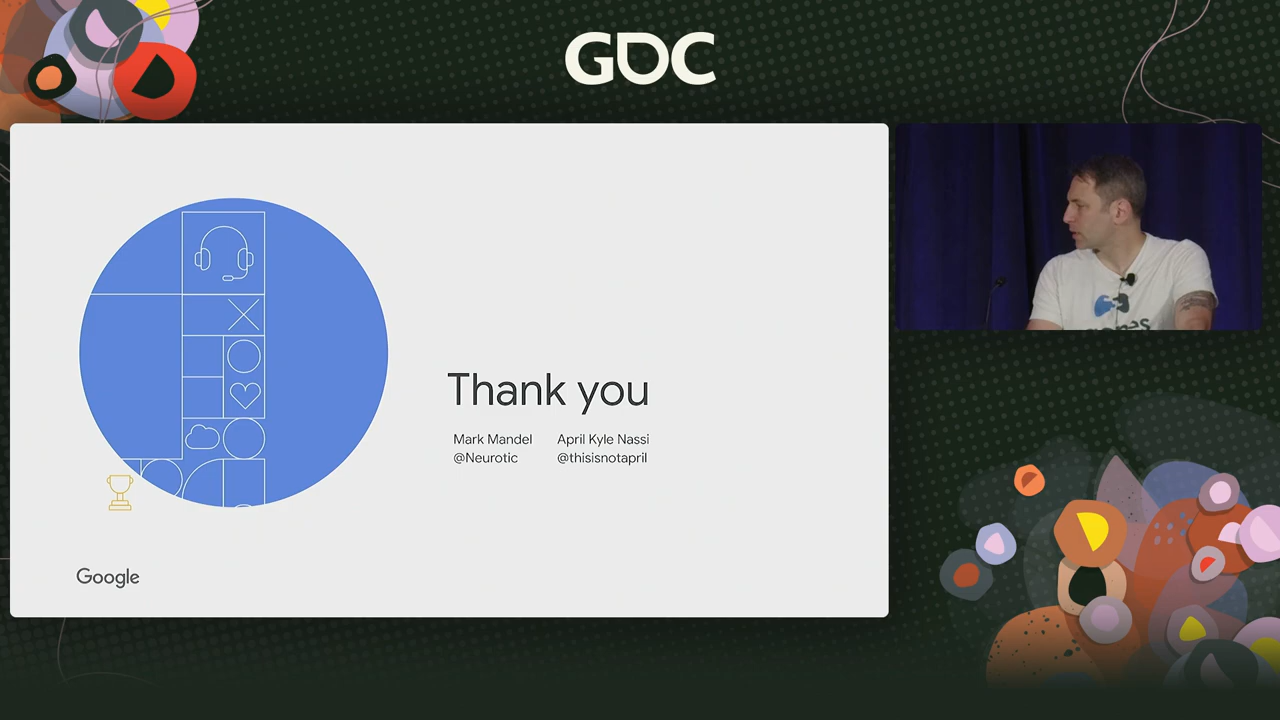 GDC
Thank you
Mark Mandel
@Neurotic
April Kyle Nassi
@thisisnotapril
Google